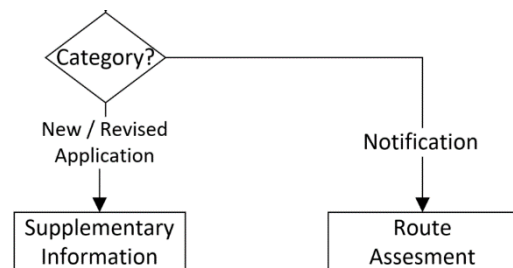 Category?
New / Revised
Application
Notification
Supplementary
Information
Route
Assesment